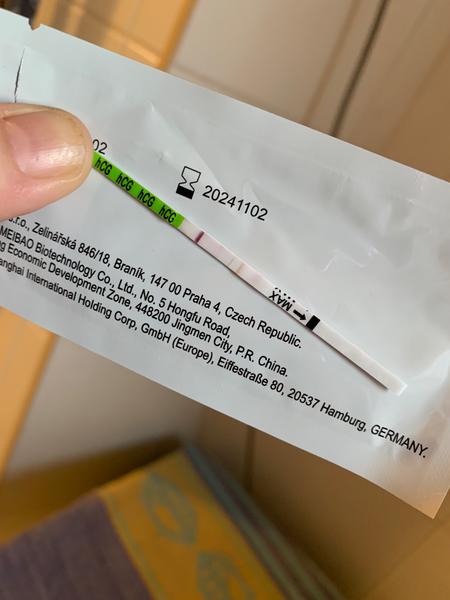 02
20241102
hCG hCG hCG hCG
MAX
s.r.o., Zelinářská 846/18, Braník, 147 00 Praha 4, Czech Republic.
MEIBAO Biotechnology Co., Ltd., No. 5 Hongfu Road,
Economic Development Zone, 448200 Jingmen City, P.R. China.
International Holding Corp. GmbH (Europe), Eiffestraße 80, 20537 Hamburg, GERMANY.